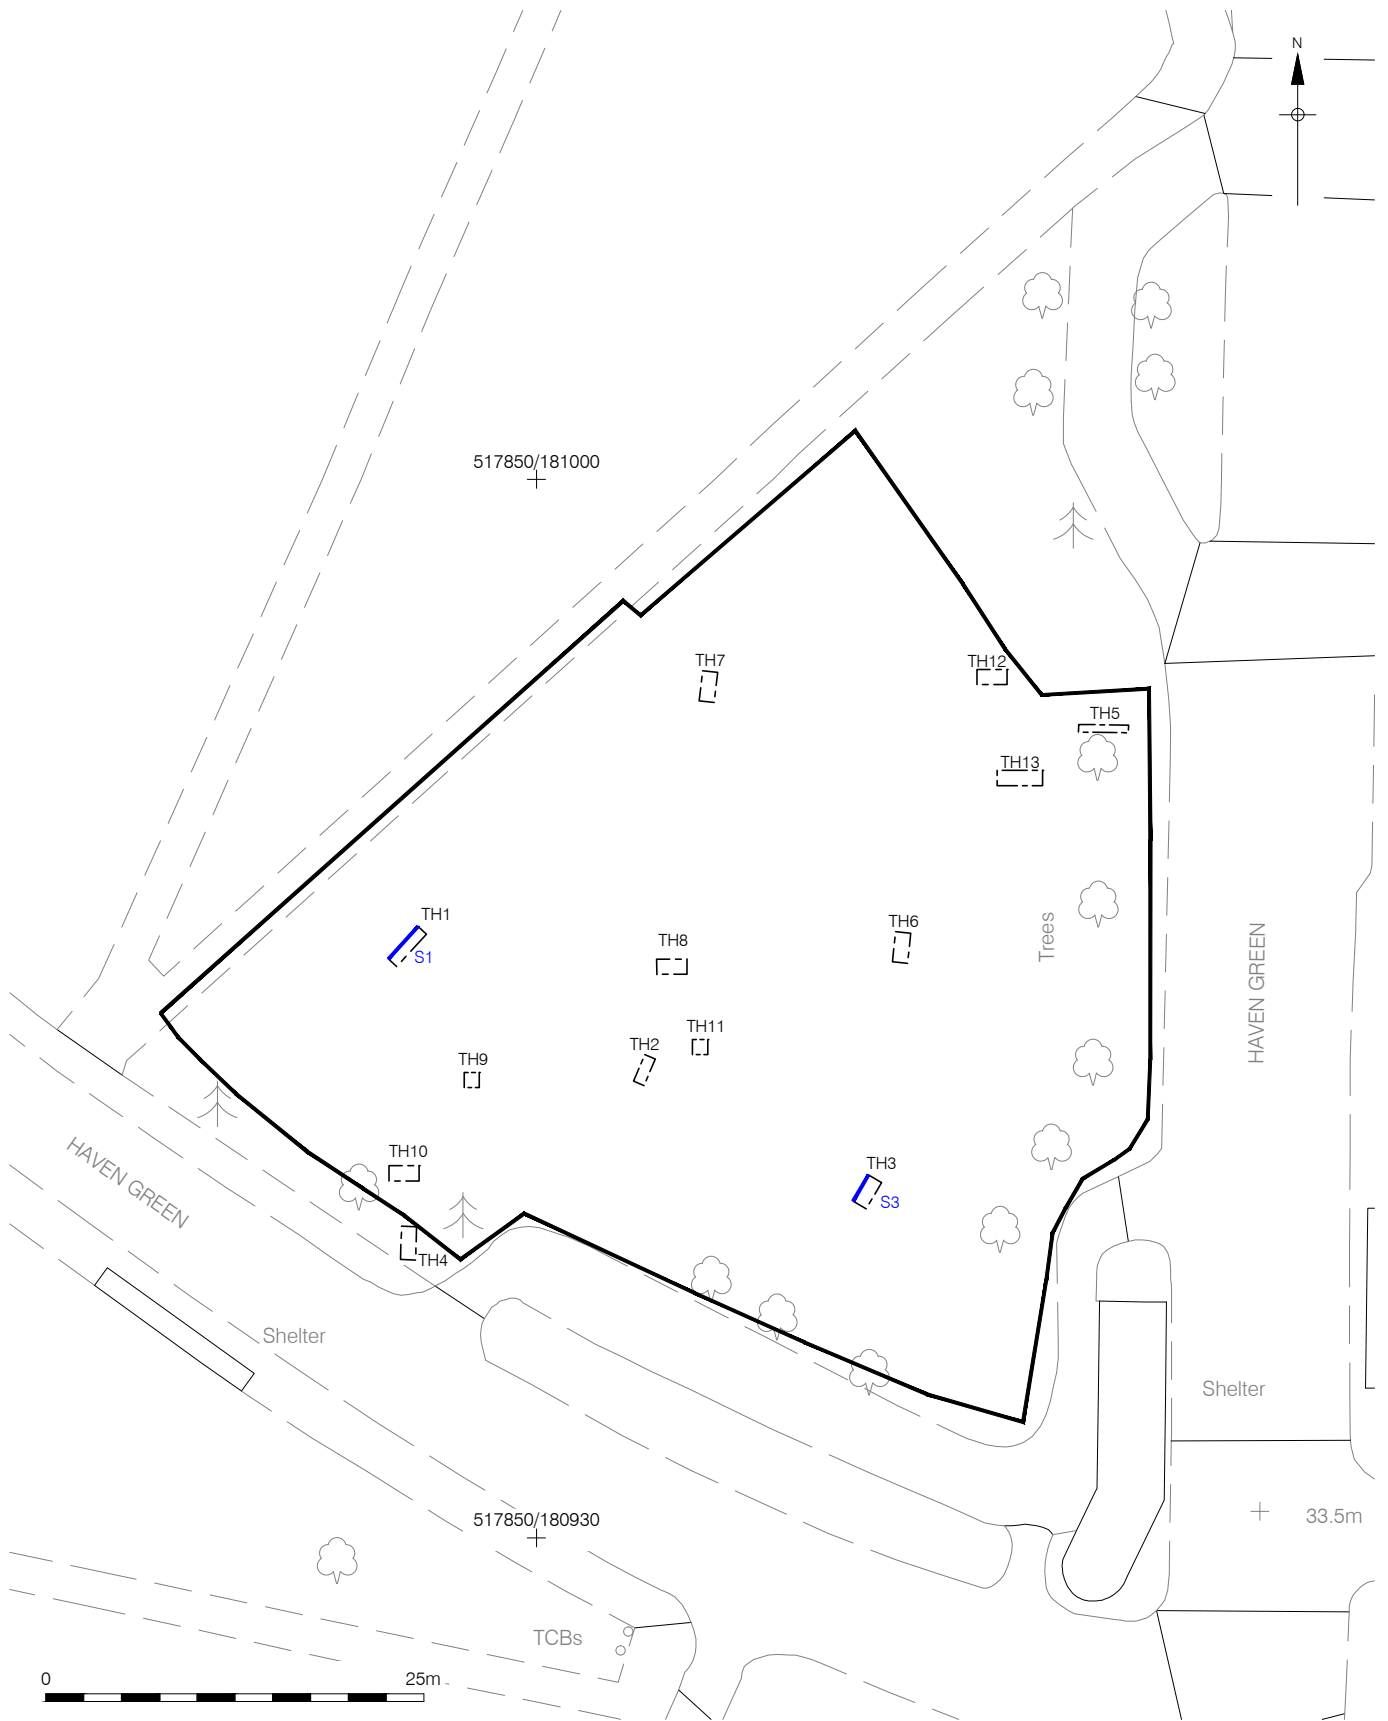 N
517850/181000
TH7
TH12
TH5
TH13
TH1
S1
TH8
TH6
Trees
HAVEN GREEN
TH11
TH2
TH9
TH10
HAVEN GREEN
TH3
S3
TH4
Shelter
Shelter
517850/180930
33.5m
TCBs
0
25m